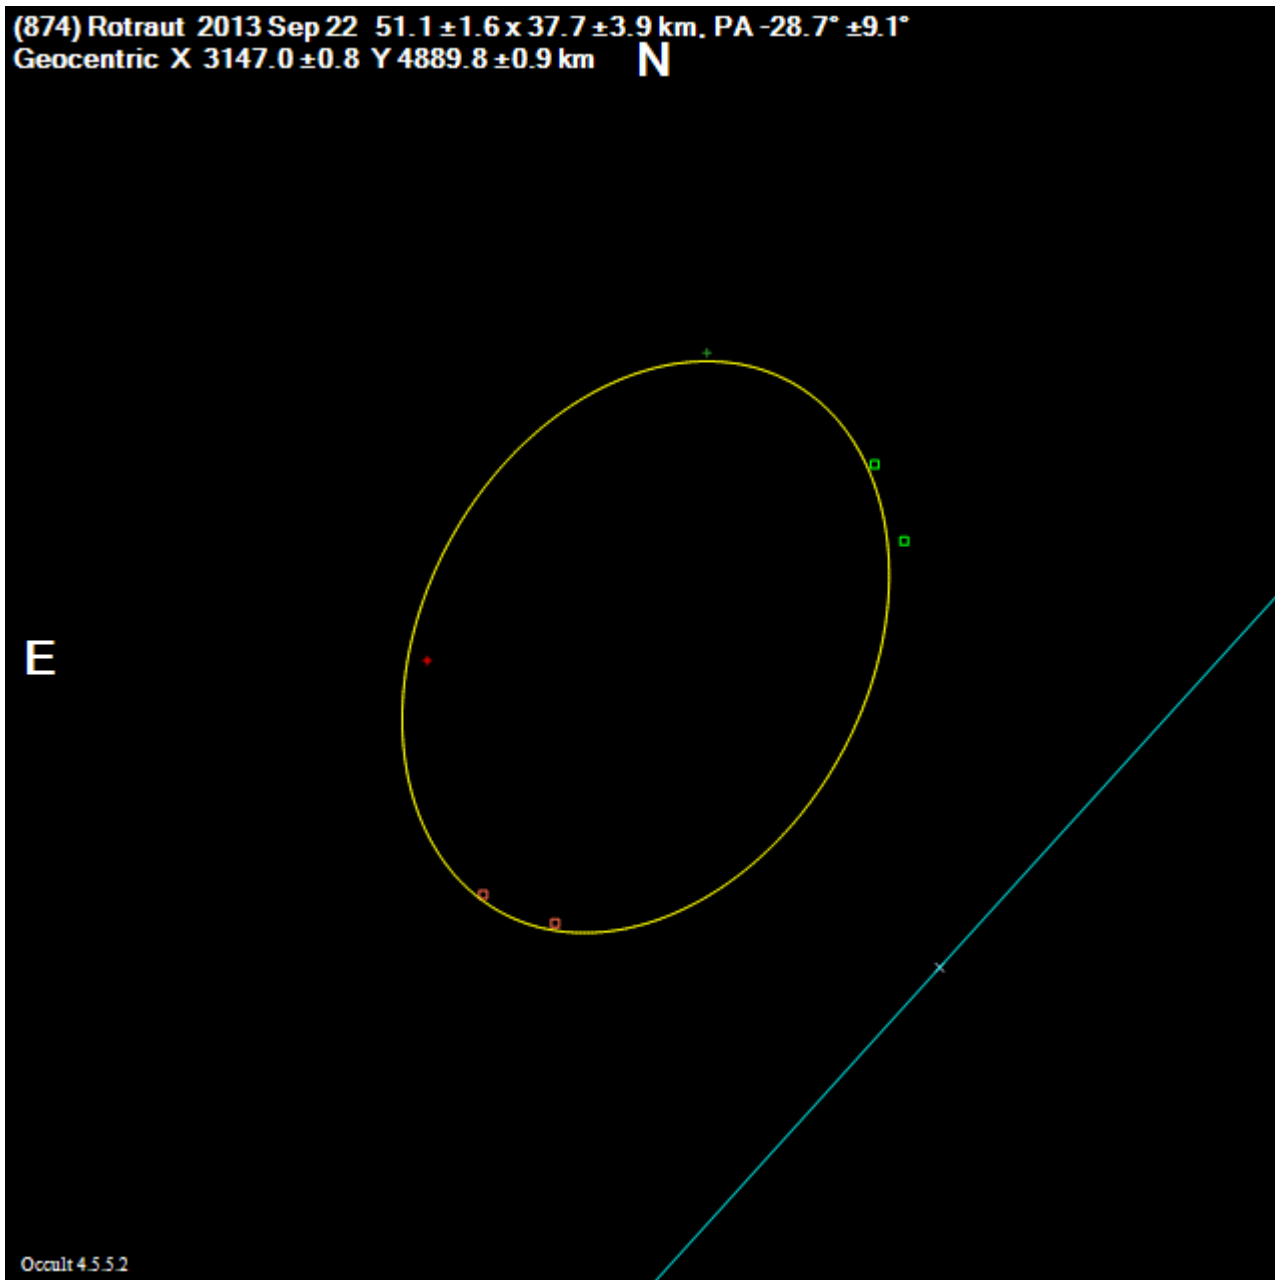 (874) Rotraut 2013 Sep 22 51.1 ±1.6 x 37.7 ±3.9 km, PA -28.7° ±9.1°
Geocentric X 3147.0 ±0.8 Y 4889.8 ±0.9 km
N
E
Occult 4.5.5.2